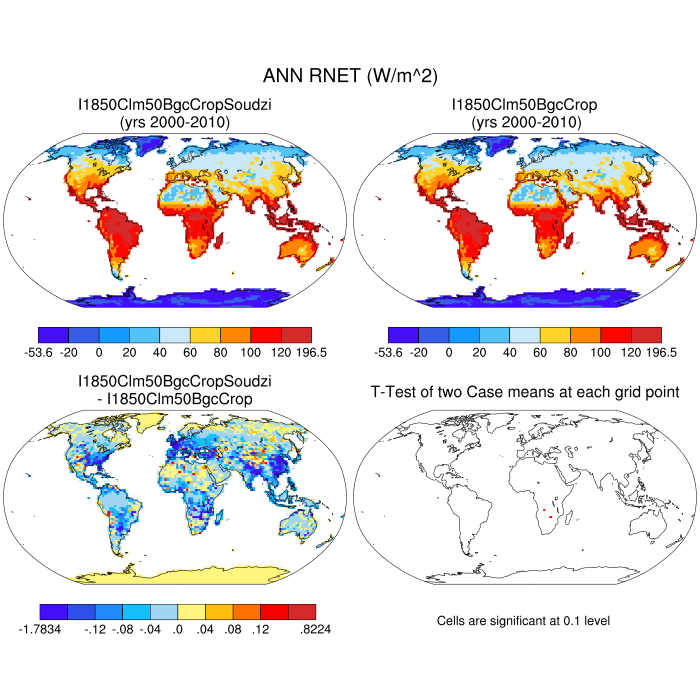 ANN RNET (W/m^2)
I1850Clm50BgcCropSoudzi
(yrs 2000-2010)
I1850Clm50BgcCrop
(yrs 2000-2010)
-53.6 -20 0 20 40 60 80 100 120 196.5
-53.6 -20 0 20 40 60 80 100 120 196.5
I1850Clm50BgcCropSoudzi
- I1850Clm50BgcCrop
T-Test of two Case means at each grid point
-1.7834 -.12 -.08 -.04 .0 .04 .08 .12 .8224
Cells are significant at 0.1 level